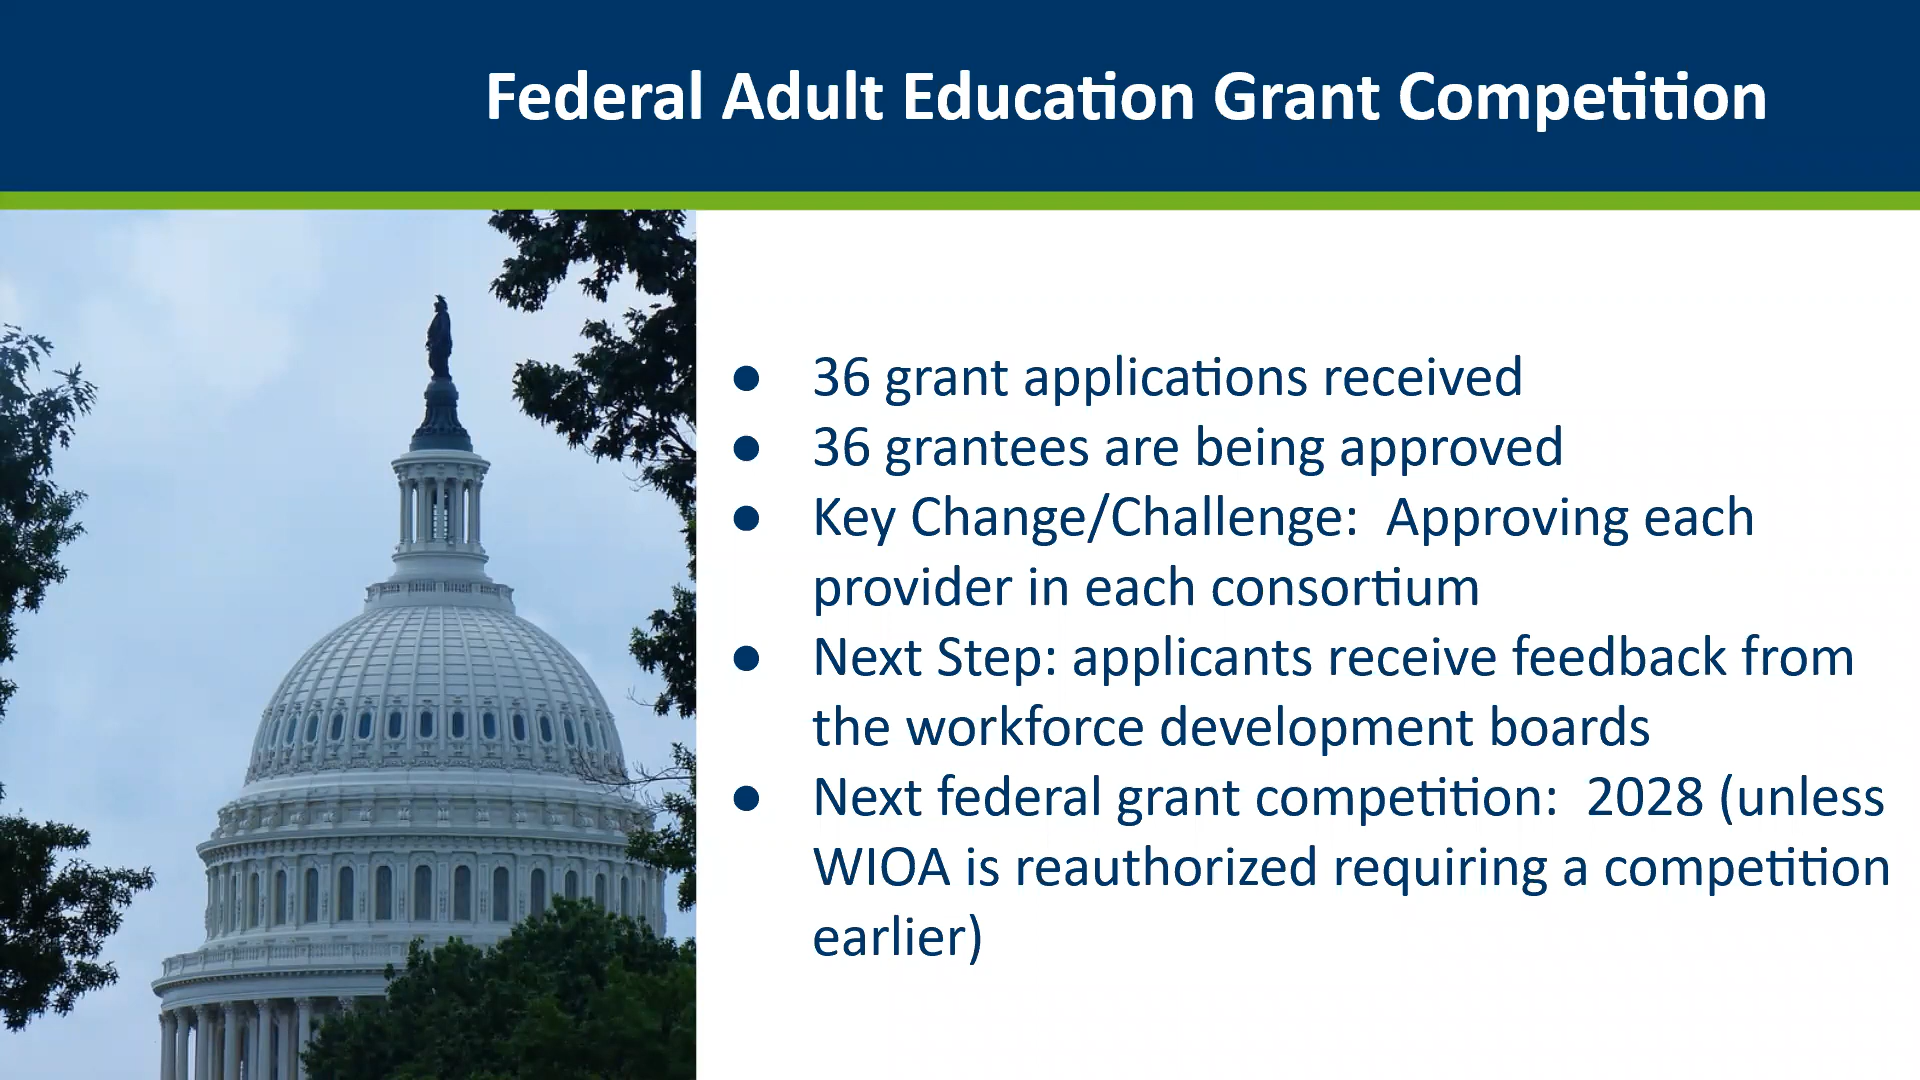 Federal Adult Education Grant Competition
● 36 grant applications received
● 36 grantees are being approved
● Key Change/Challenge:  Approving each
provider in each consortium
● Next Step: applicants receive feedback from
the workforce development boards
● Next federal grant competition:  2028 (unless
WIOA is reauthorized requiring a competition
earlier)